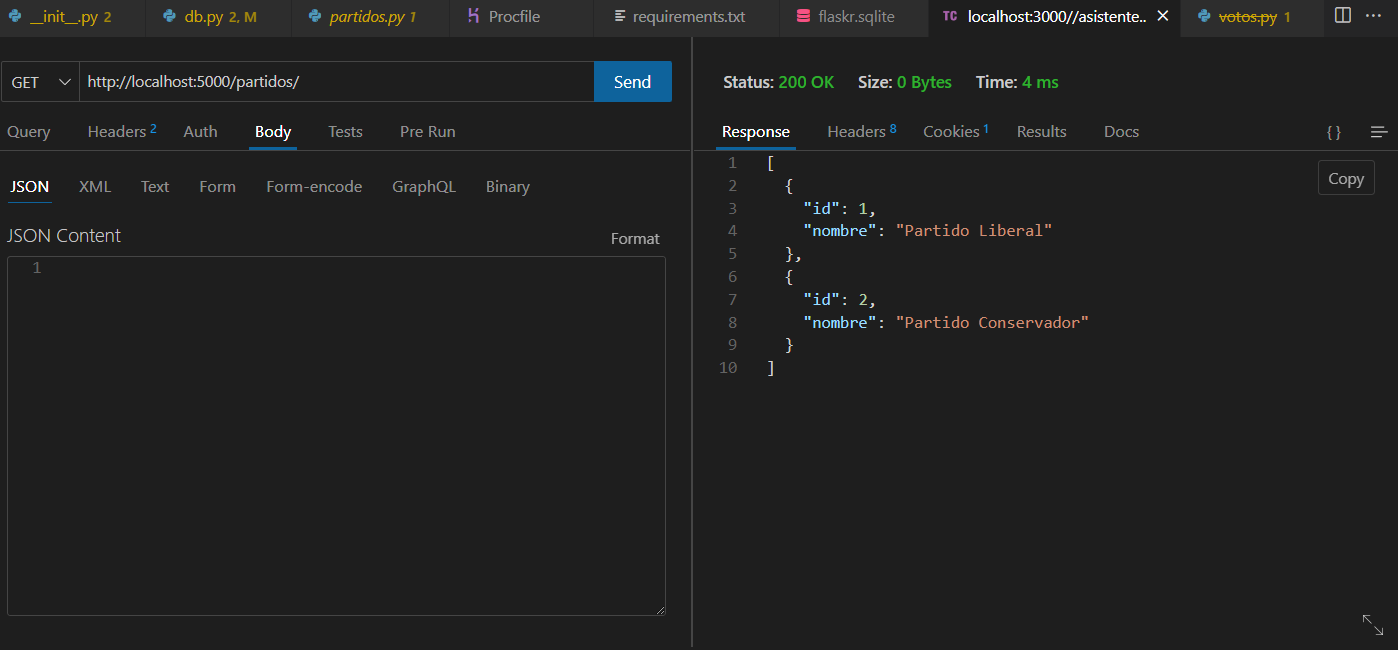 __init__.py 2 db.py 2, M partidos.py 1 Procfile requirements.txt flaskr.sqlite TC localhost:3000//asistente.. votos.py 1
GET http://localhost:5000/partidos/ Send
Query Headers 2 Auth Body Tests Pre Run
JSON XML Text Form Form-encode GraphQL Binary
JSON Content Format
1
Status: 200 OK Size: 0 Bytes Time: 4 ms
Response Headers 8 Cookies 1 Results Docs { }
Copy
1 [
2 {
3 "id": 1,
4 "nombre": "Partido Liberal"
5 },
6 {
7 "id": 2,
8 "nombre": "Partido Conservador"
9 }
10 ]